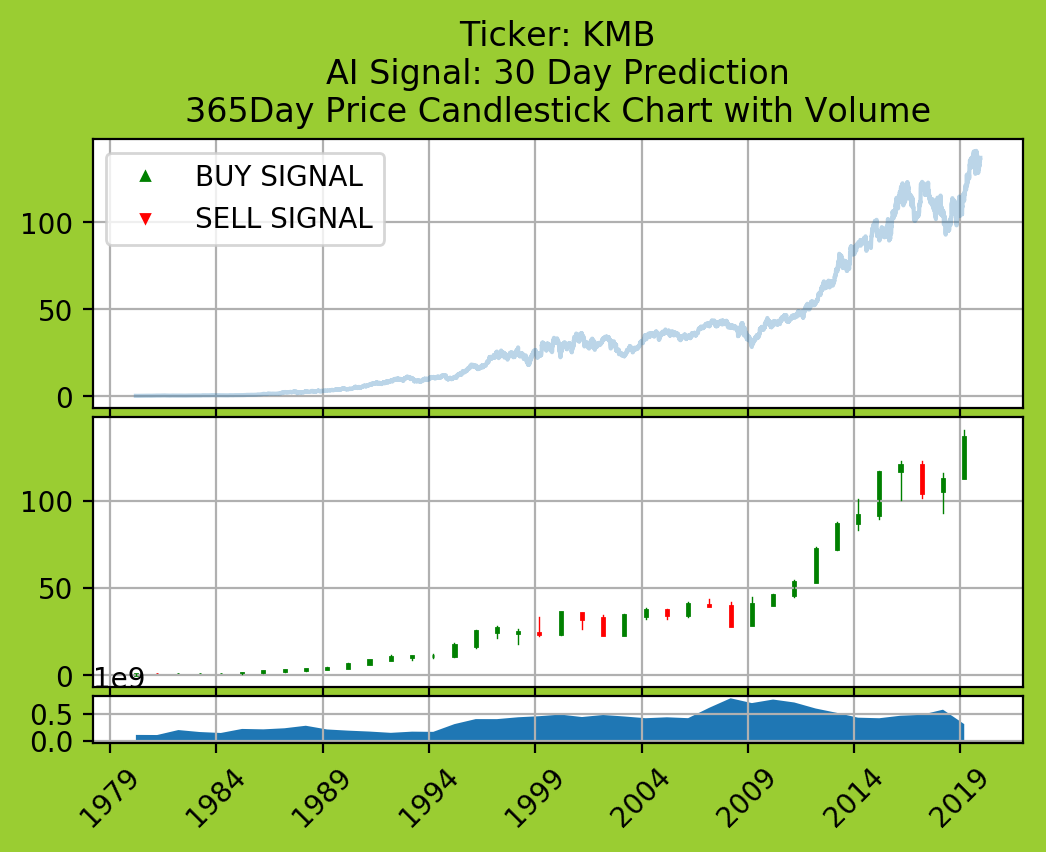 Ticker: KMB
AI Signal: 30 Day Prediction
365Day Price Candlestick Chart with Volume
BUY SIGNAL
SELL SIGNAL
100
50
0
100
50
0
1e9
0.5
0.0
1979
1984
1989
1994
1999
2004
2009
2014
2019